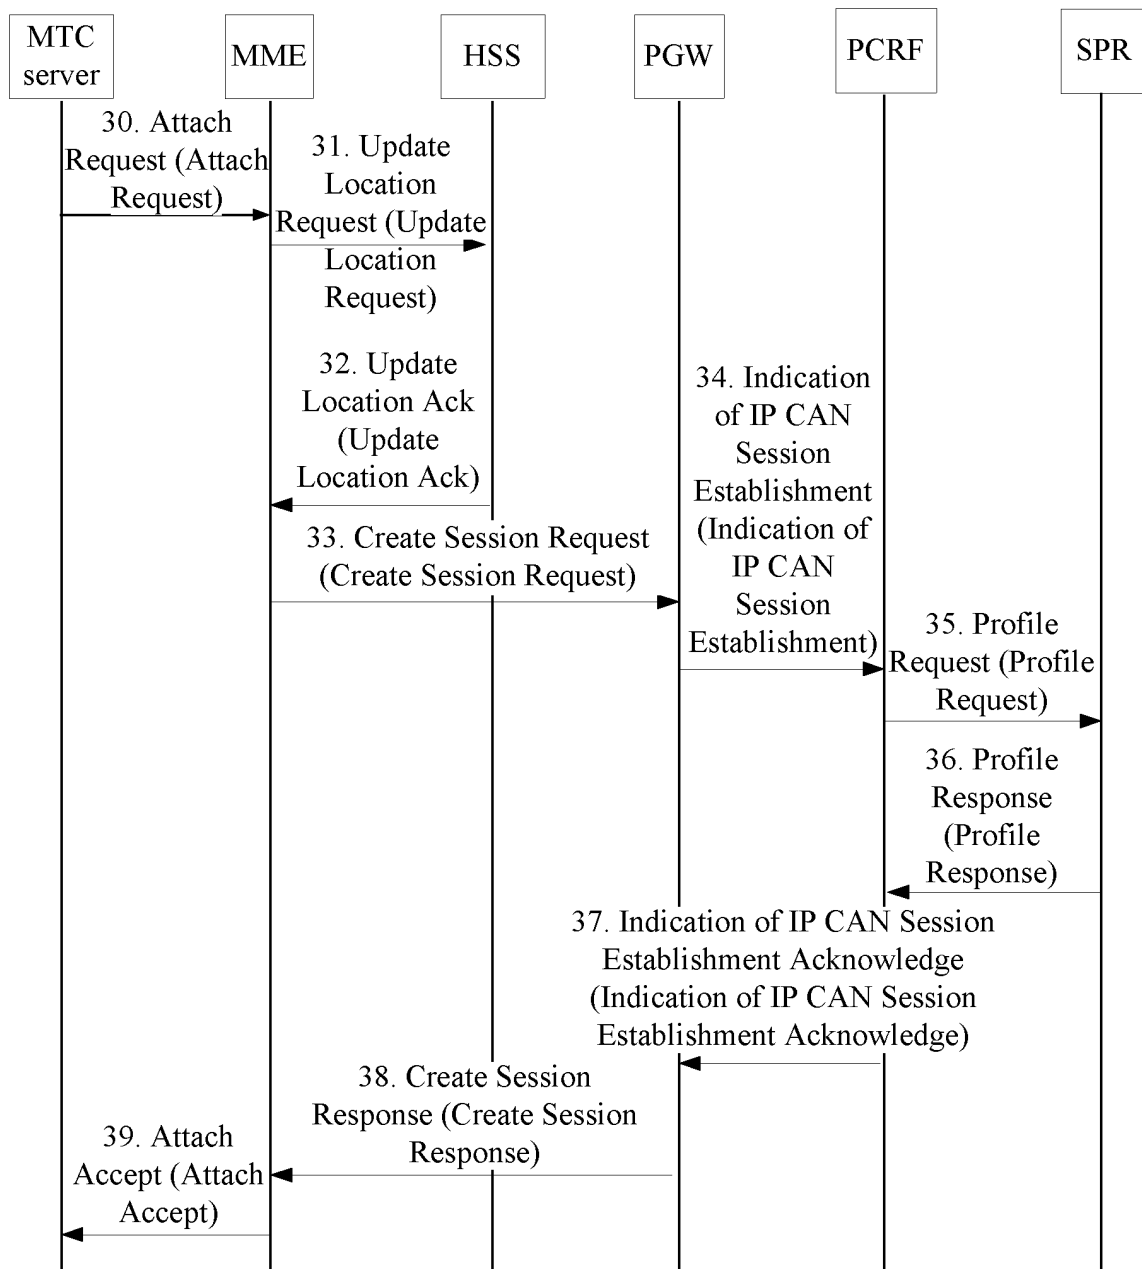 MTC
server
MME
HSS
PGW
PCRF
SPR
30. Attach
Request (Attach
Request)
31. Update
Location
Request (Update
Location
Request)
32. Update
Location Ack
(Update
Location Ack)
33. Create Session Request
(Create Session Request)
34. Indication
of IP CAN
Session
Establishment
(Indication of
IP CAN
Session
Establishment)
35. Profile
Request (Profile
Request)
36. Profile
Response
(Profile
Response)
37. Indication of IP CAN Session
Establishment Acknowledge
(Indication of IP CAN Session
Establishment Acknowledge)
38. Create Session
Response (Create Session
Response)
39. Attach
Accept (Attach
Accept)